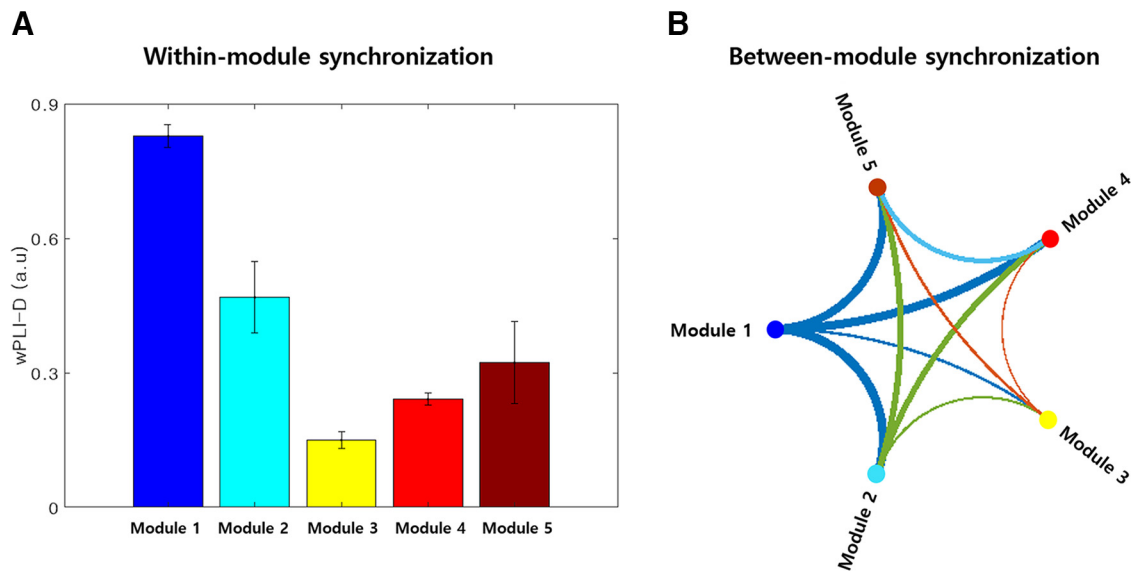 A
Within-module synchronization
0.9
0.6
0.3
0
wPLI-D (a.u)
Module 1
Module 2
Module 3
Module 4
Module 5
B
Between-module synchronization
Module 5
Module 4
Module 1
Module 3
Module 2